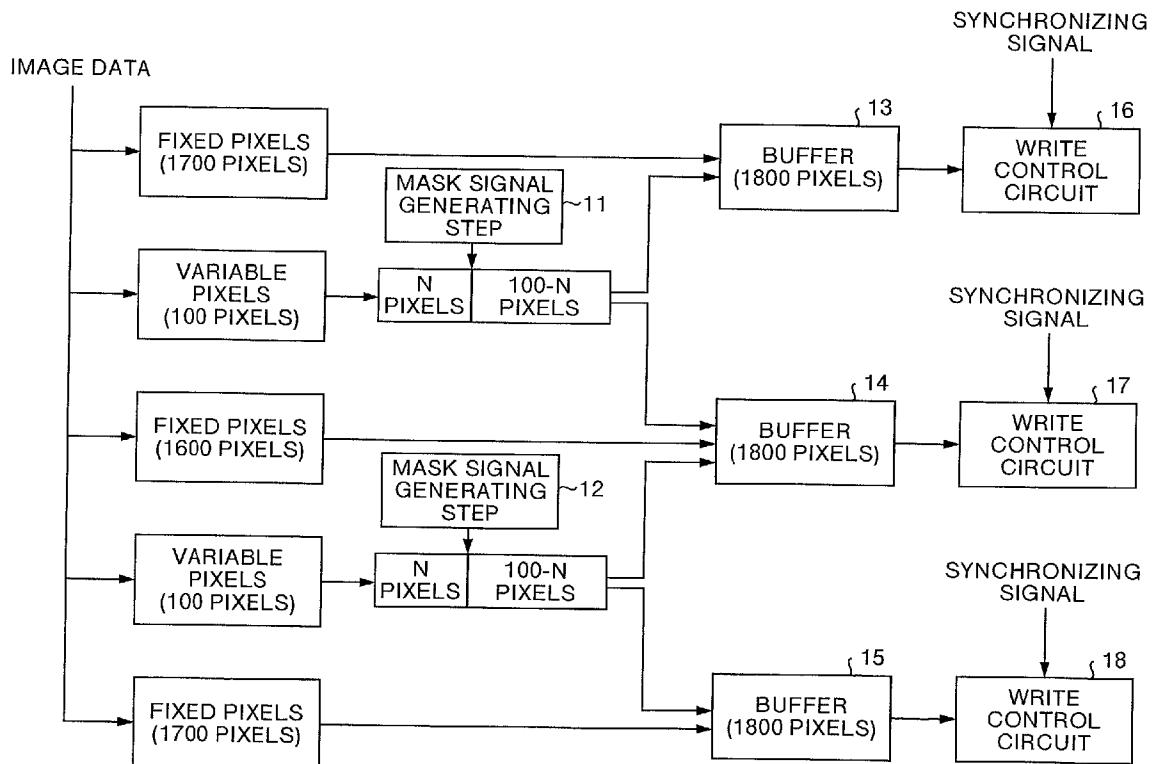 SYNCHRONIZING
SIGNAL
IMAGE DATA
FIXED PIXELS
(1700 PIXELS)
MASK SIGNAL
GENERATING
STEP
11
13
BUFFER
(1800 PIXELS)
16
WRITE
CONTROL
CIRCUIT
VARIABLE
PIXELS
(100 PIXELS)
N
PIXELS
100-N
PIXELS
SYNCHRONIZING
SIGNAL
FIXED PIXELS
(1600 PIXELS)
14
BUFFER
(1800 PIXELS)
17
WRITE
CONTROL
CIRCUIT
MASK SIGNAL
GENERATING
STEP
12
VARIABLE
PIXELS
(100 PIXELS)
N
PIXELS
100-N
PIXELS
SYNCHRONIZING
SIGNAL
FIXED PIXELS
(1700 PIXELS)
15
BUFFER
(1800 PIXELS)
18
WRITE
CONTROL
CIRCUIT